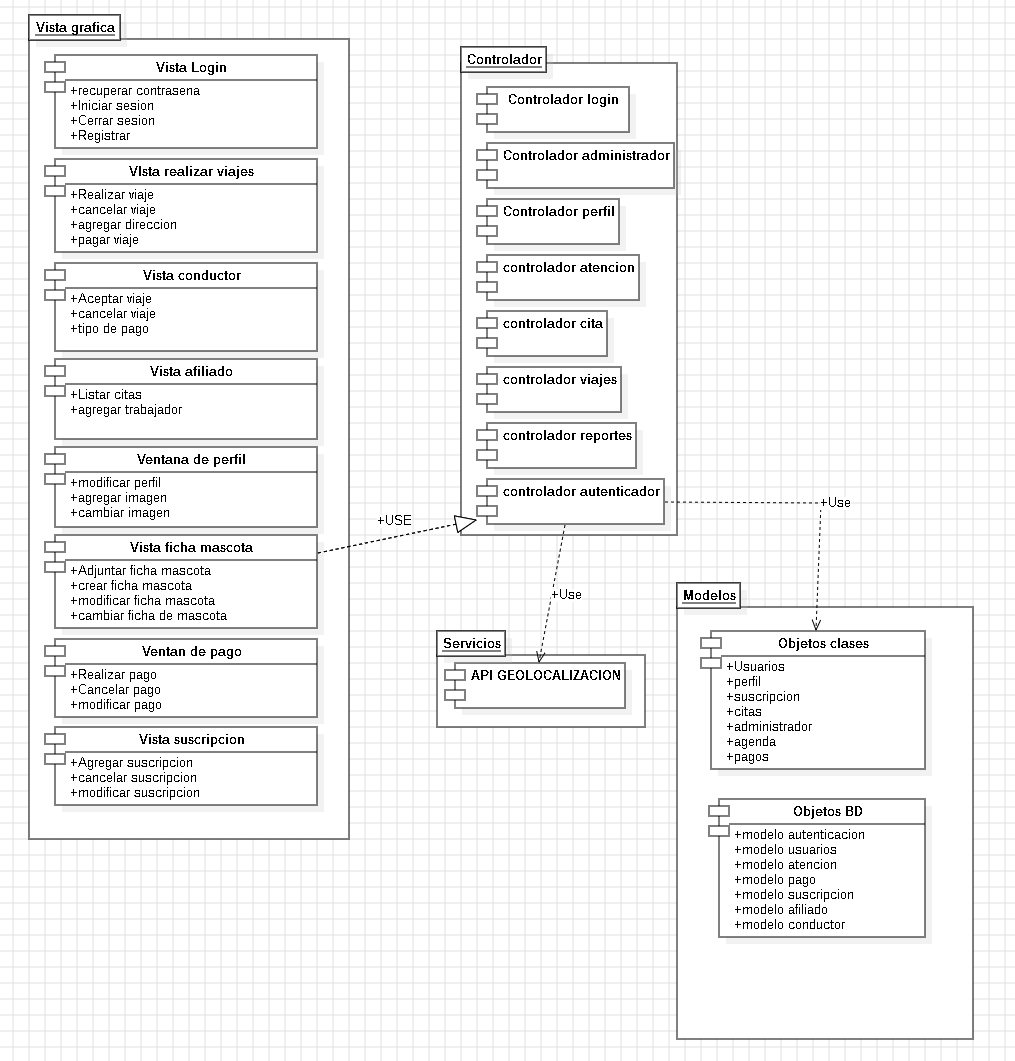 Vista grafica
Vista Login
+recuperar contrasena
+Iniciar sesion
+Cerrar sesion
+Registrar
VIsta realizar viajes
+Realizar viaje
+cancelar viaje
+agregar direccion
+pagar viaje
Vista conductor
+Aceptar viaje
+cancelar viaje
+tipo de pago
Vista afiliado
+Listar citas
+agregar trabajador
Ventana de perfil
+modificar perfil
+agregar imagen
+cambiar imagen
Vista ficha mascota
+Adjuntar ficha mascota
+crear ficha mascota
+modificar ficha mascota
+cambiar ficha de mascota
Ventan de pago
+Realizar pago
+Cancelar pago
+modificar pago
Vista suscripcion
+Agregar suscripcion
+cancelar suscripcion
+modificar suscripcion
+USE
Controlador
Controlador login
Controlador administrador
Controlador perfil
controlador atencion
controlador cita
controlador viajes
controlador reportes
controlador autenticador
+Use
+Use
Servicios
API GEOLOCALIZACION
Modelos
Objetos clases
+Usuarios
+perfil
+suscripcion
+citas
+administrador
+agenda
+pagos
Objetos BD
+modelo autenticacion
+modelo usuarios
+modelo atencion
+modelo pago
+modelo suscripcion
+modelo afiliado
+modelo conductor